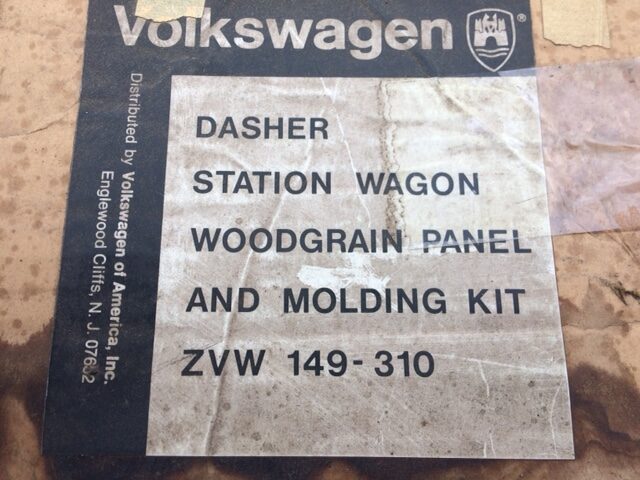 Volkswagen ®
DASHER
STATION WAGON
WOODGRAIN PANEL
AND MOLDING KIT
ZVW 149-310
Distributed by Volkswagen of America, Inc.
Englewood Cliffs, N. J. 07632